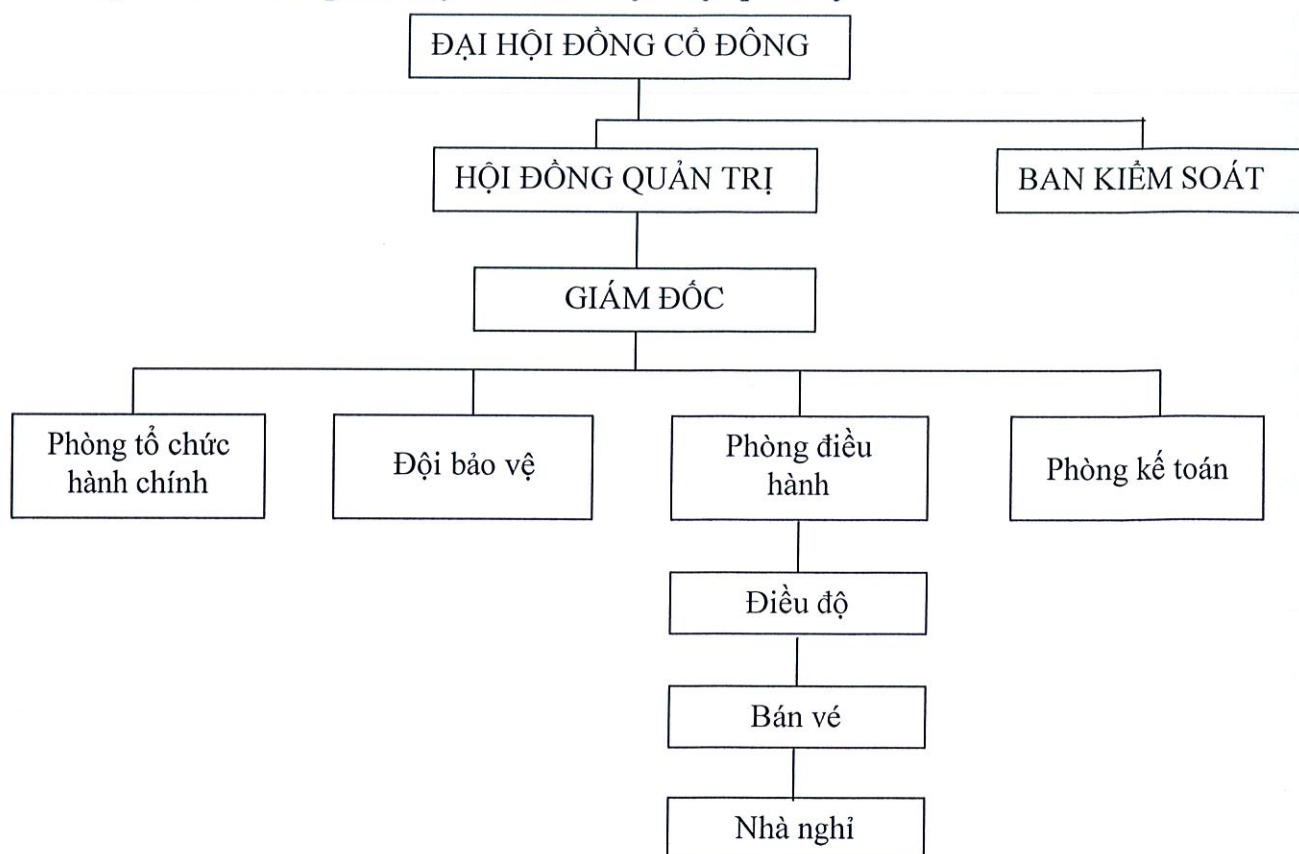 ĐẠI HỘI ĐỒNG CỔ ĐÔNG
HỘI ĐỒNG QUẢN TRỊ
BAN KIỂM SOÁT
GIÁM ĐỐC
Phòng tổ chức
hành chính
Đội bảo vệ
Phòng điều
hành
Phòng kế toán
Điều độ
Bán vé
Nhà nghỉ